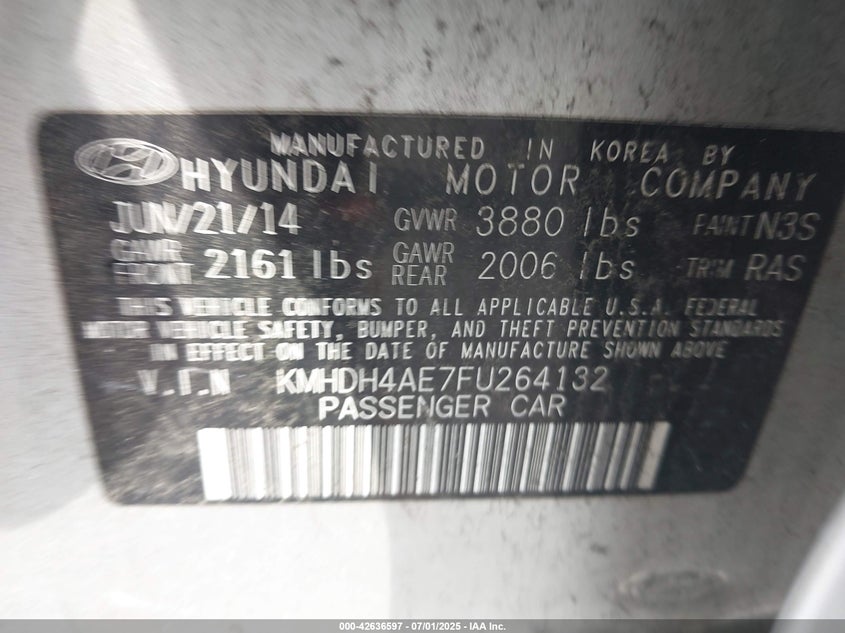 MANUFACTURED IN KOREA BY
HYUNDAI MOTOR COMPANY
JUN/21/14 GVWR 3880 lbs PAINT N3S
GAWR FRONT 2161 lbs GAWR REAR 2006 lbs TRIM RAS
THIS VEHICLE CONFORMS TO ALL APPLICABLE U.S.A. FEDERAL
MOTOR VEHICLE SAFETY, BUMPER, AND THEFT PREVENTION STANDARDS
IN EFFECT ON THE DATE OF MANUFACTURE SHOWN ABOVE
V.I.N KMHDH4AE7FU264132
PASSENGER CAR
000-42636597 - 07/01/2025 - IAA Inc.